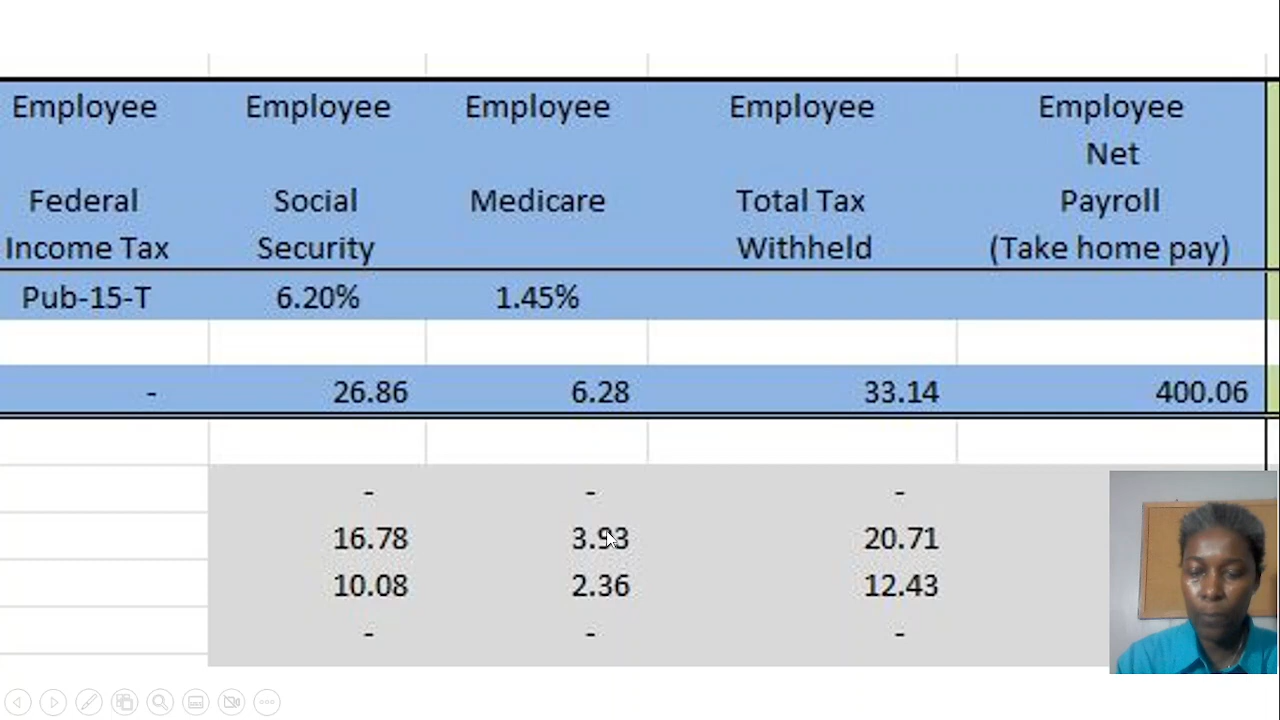 Employee Employee Employee Employee Employee
Net
Federal Social Medicare Total Tax Payroll
Income Tax Security Withheld (Take home pay)
Pub-15-T 6.20% 1.45%
- 26.86 6.28 33.14 400.06
- - -
16.78 3.93 20.71
10.08 2.36 12.43
- - -